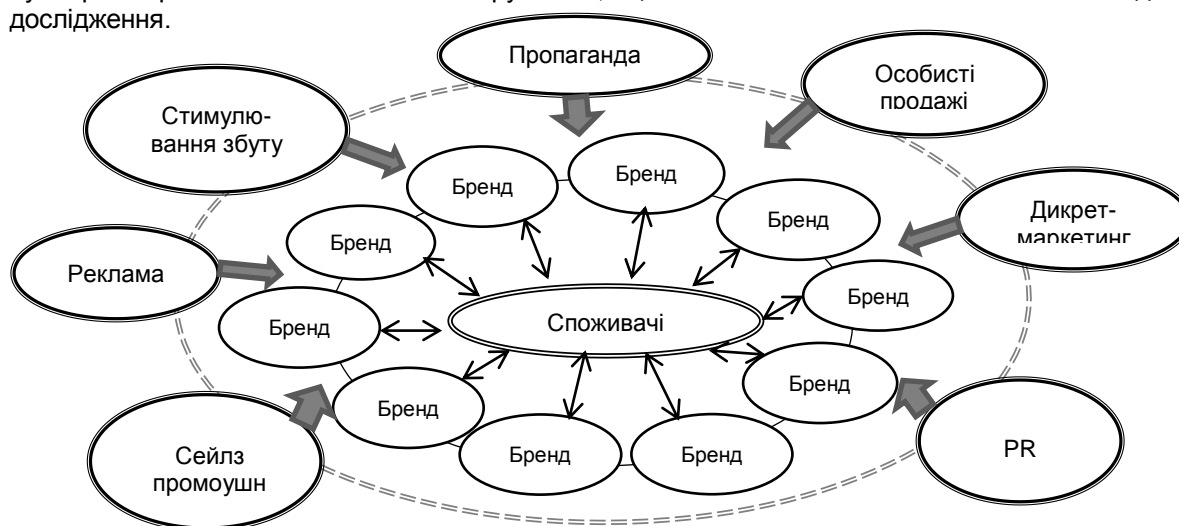 дослідження.
Пропаганда
Особисті
продажі
Стимулю-
вання збуту
Бренд
Бренд
Бренд
Дикрет-
маркетинг
Бренд
Реклама
Бренд
Бренд
Споживачі
Бренд
Бренд
Бренд
Сейлз
промоушн
Бренд
Бренд
PR